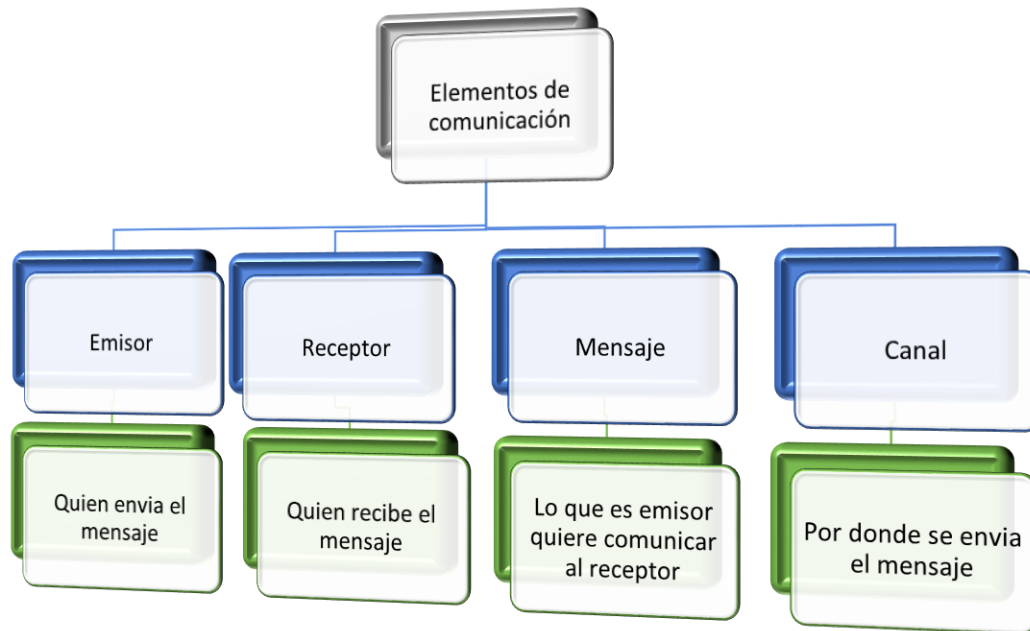 Elementos de
comunicación
Emisor
Receptor
Mensaje
Canal
Quien envia el
mensaje
Quien recibe el
mensaje
Lo que es emisor
quiere comunicar
al receptor
Por donde se envia
el mensaje